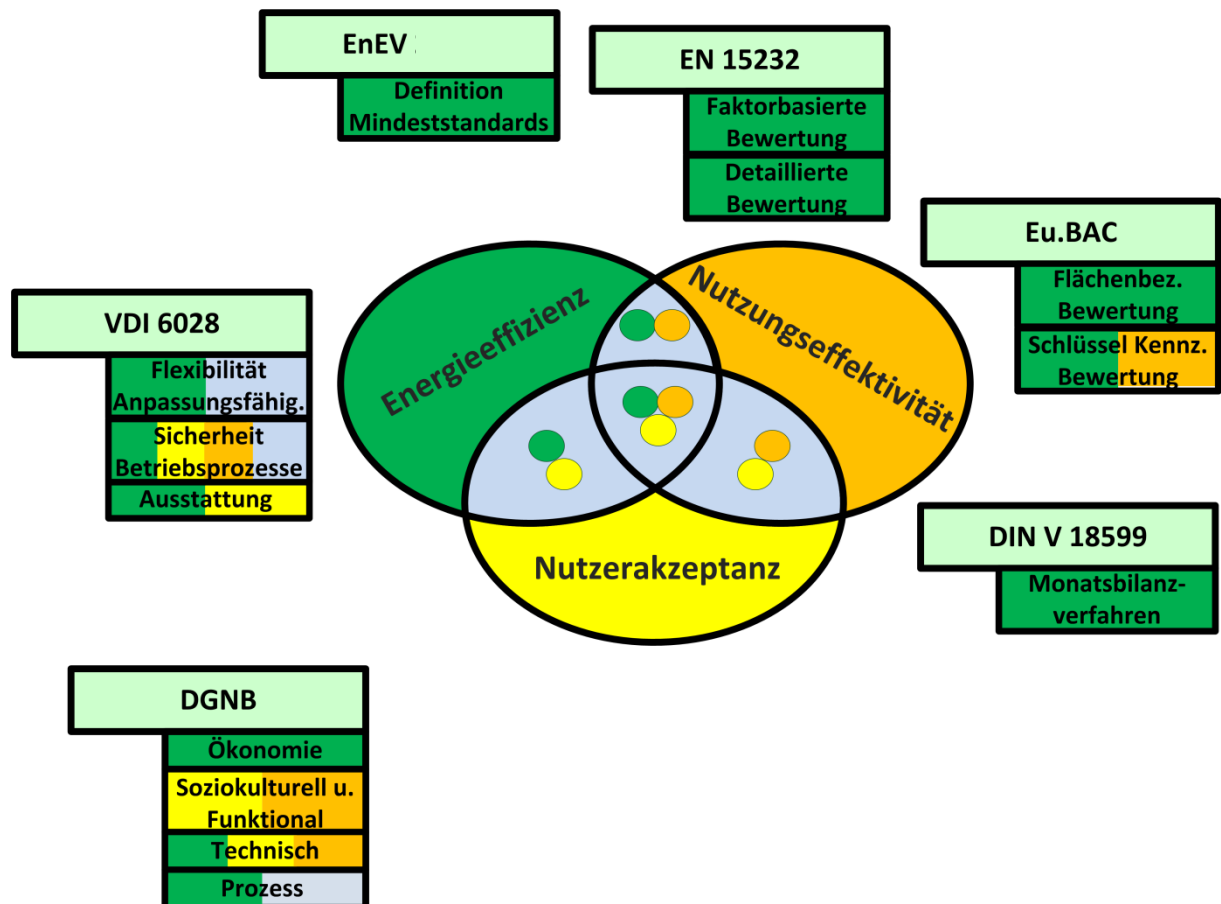 EnEV
Definition
Mindeststandards
EN 15232
Faktorbasierte
Bewertung
Detaillierte
Bewertung
Eu.BAC
Flächenbez.
Bewertung
Schlüssel Kennz.
Bewertung
VDI 6028
Flexibilität
Anpassungsfähig.
Sicherheit
Betriebsprozesse
Ausstattung
Energieeffizienz
Nutzungseffektivität
Nutzerakzeptanz
DIN V 18599
Monatsbilanz-
verfahren
DGNB
Ökonomie
Soziokulturell u.
Funktional
Technisch
Prozess